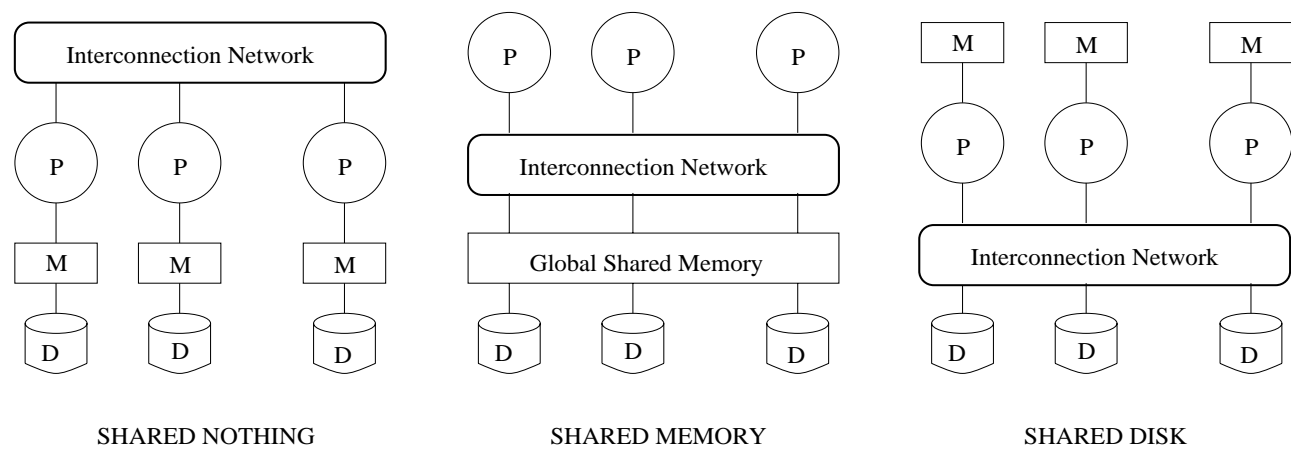 Interconnection Network
P
P
P
M
M
M
D
D
D
SHARED NOTHING
P
P
P
Interconnection Network
Global Shared Memory
D
D
D
SHARED MEMORY
M
M
M
P
P
P
Interconnection Network
D
D
D
SHARED DISK